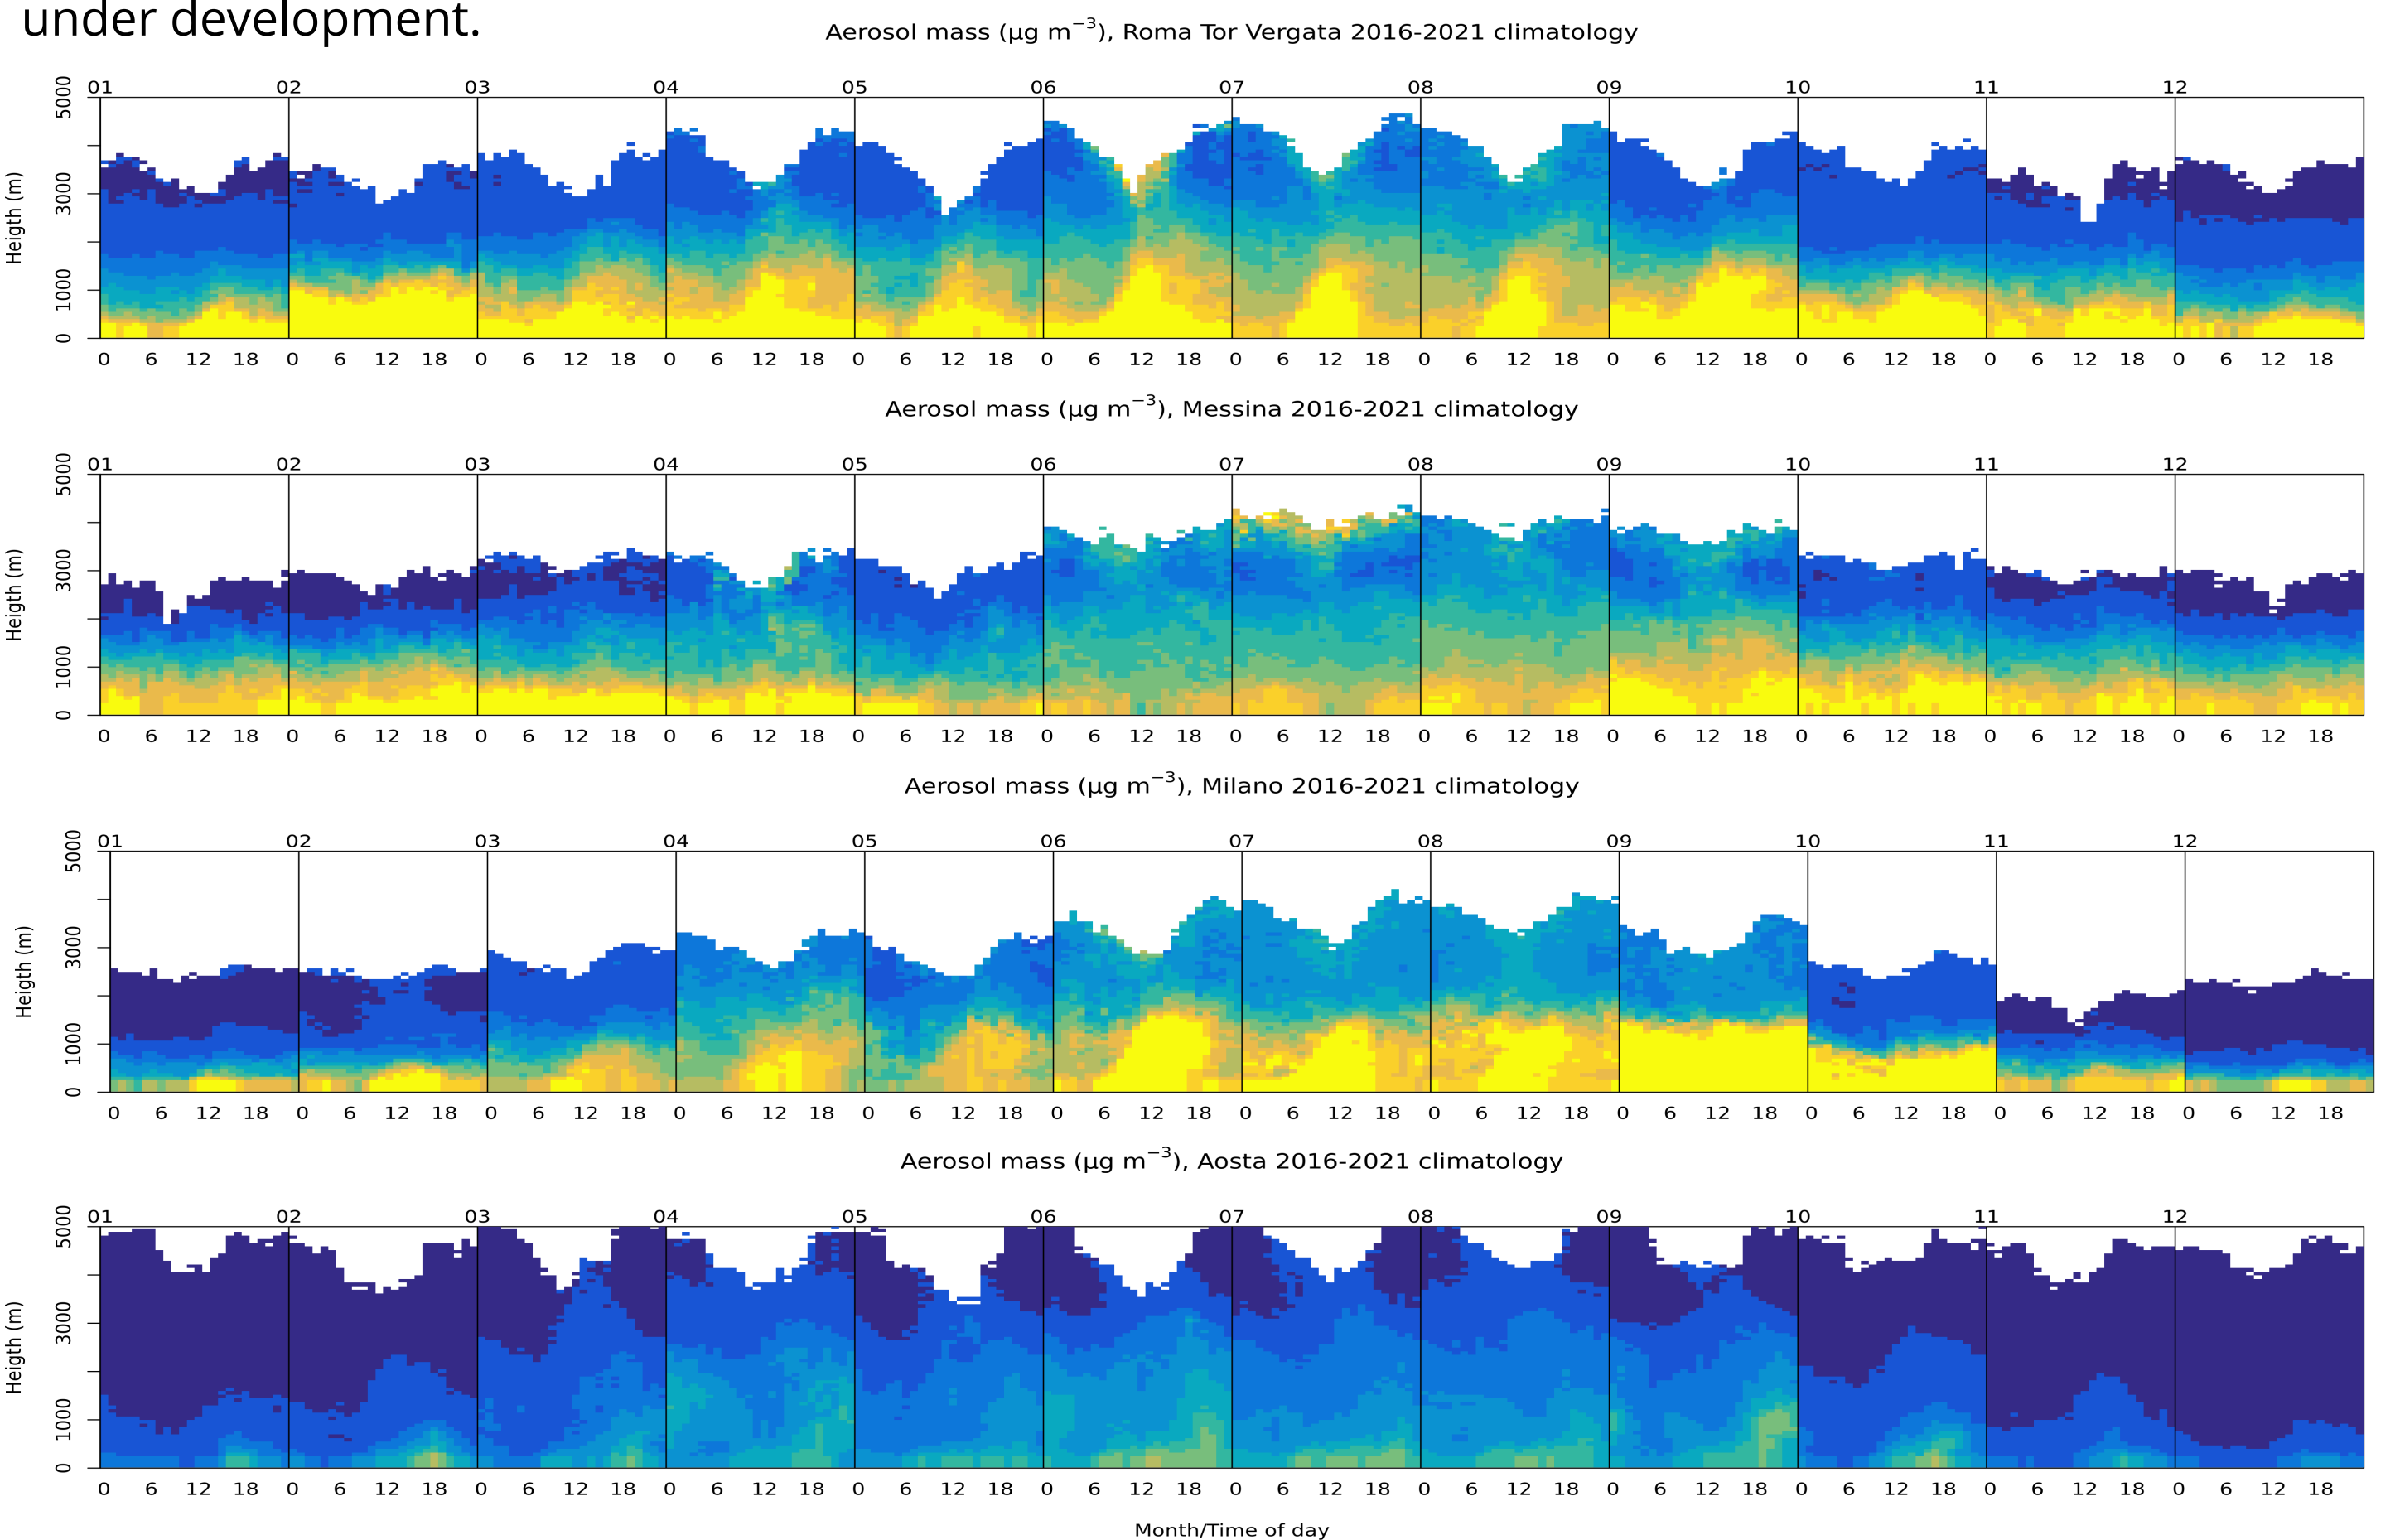 under development.
Aerosol mass (µg m⁻³), Roma Tor Vergata 2016-2021 climatology
01 02 03 04 05 06 07 08 09 10 11 12
5000
3000
1000
0
Heigth (m)
0 6 12 18 0 6 12 18 0 6 12 18 0 6 12 18 0 6 12 18 0 6 12 18 0 6 12 18 0 6 12 18 0 6 12 18 0 6 12 18 0 6 12 18 0 6 12 18
Aerosol mass (µg m⁻³), Messina 2016-2021 climatology
01 02 03 04 05 06 07 08 09 10 11 12
5000
3000
1000
0
Heigth (m)
0 6 12 18 0 6 12 18 0 6 12 18 0 6 12 18 0 6 12 18 0 6 12 18 0 6 12 18 0 6 12 18 0 6 12 18 0 6 12 18 0 6 12 18 0 6 12 18
Aerosol mass (µg m⁻³), Milano 2016-2021 climatology
01 02 03 04 05 06 07 08 09 10 11 12
5000
3000
1000
0
Heigth (m)
0 6 12 18 0 6 12 18 0 6 12 18 0 6 12 18 0 6 12 18 0 6 12 18 0 6 12 18 0 6 12 18 0 6 12 18 0 6 12 18 0 6 12 18 0 6 12 18
Aerosol mass (µg m⁻³), Aosta 2016-2021 climatology
01 02 03 04 05 06 07 08 09 10 11 12
5000
3000
1000
0
Heigth (m)
0 6 12 18 0 6 12 18 0 6 12 18 0 6 12 18 0 6 12 18 0 6 12 18 0 6 12 18 0 6 12 18 0 6 12 18 0 6 12 18 0 6 12 18 0 6 12 18
Month/Time of day